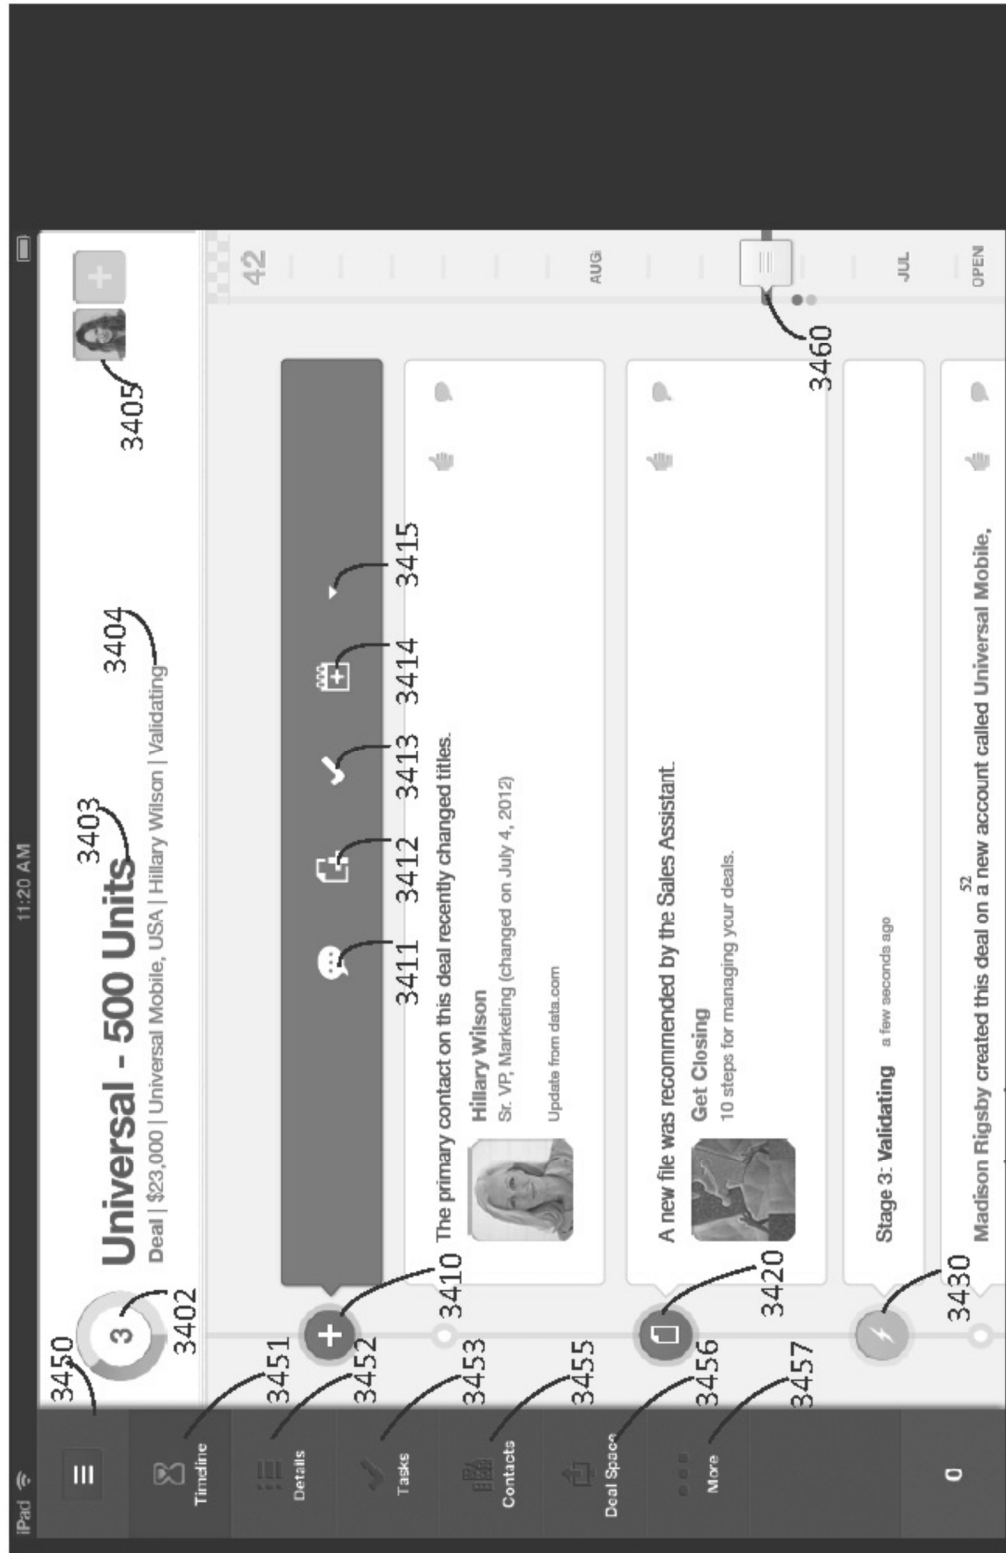 iPad
11:20 AM
3450
3402
Universal - 500 Units
3403
3404
3405
Deal | $23,000 | Universal Mobile, USA | Hillary Wilson | Validating
42
Timeline
3451
Details
3452
Tasks
3453
Contacts
3455
Deal Space
3456
More
3457
0
3410
3411
3412
3413
3414
3415
The primary contact on this deal recently changed titles.
Hillary Wilson
Sr. VP, Marketing (changed on July 4, 2012)
Update from data.com
AUG
3420
A new file was recommended by the Sales Assistant.
Get Closing
10 steps for managing your deals.
3460
3430
Stage 3: Validating a few seconds ago
JUL
52
Madison Rigsby created this deal on a new account called Universal Mobile,
OPEN
3